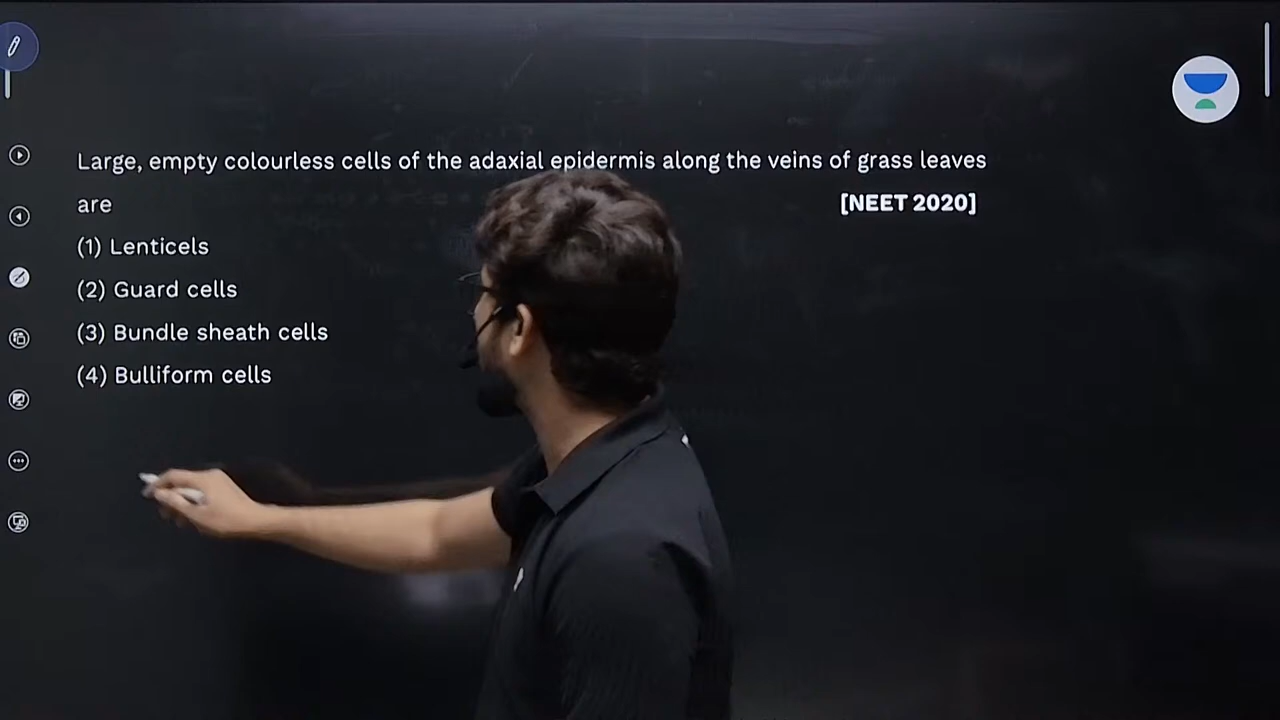 Large, empty colourless cells of the adaxial epidermis along the veins of grass leaves
are [NEET 2020]
(1) Lenticels
(2) Guard cells
(3) Bundle sheath cells
(4) Bulliform cells